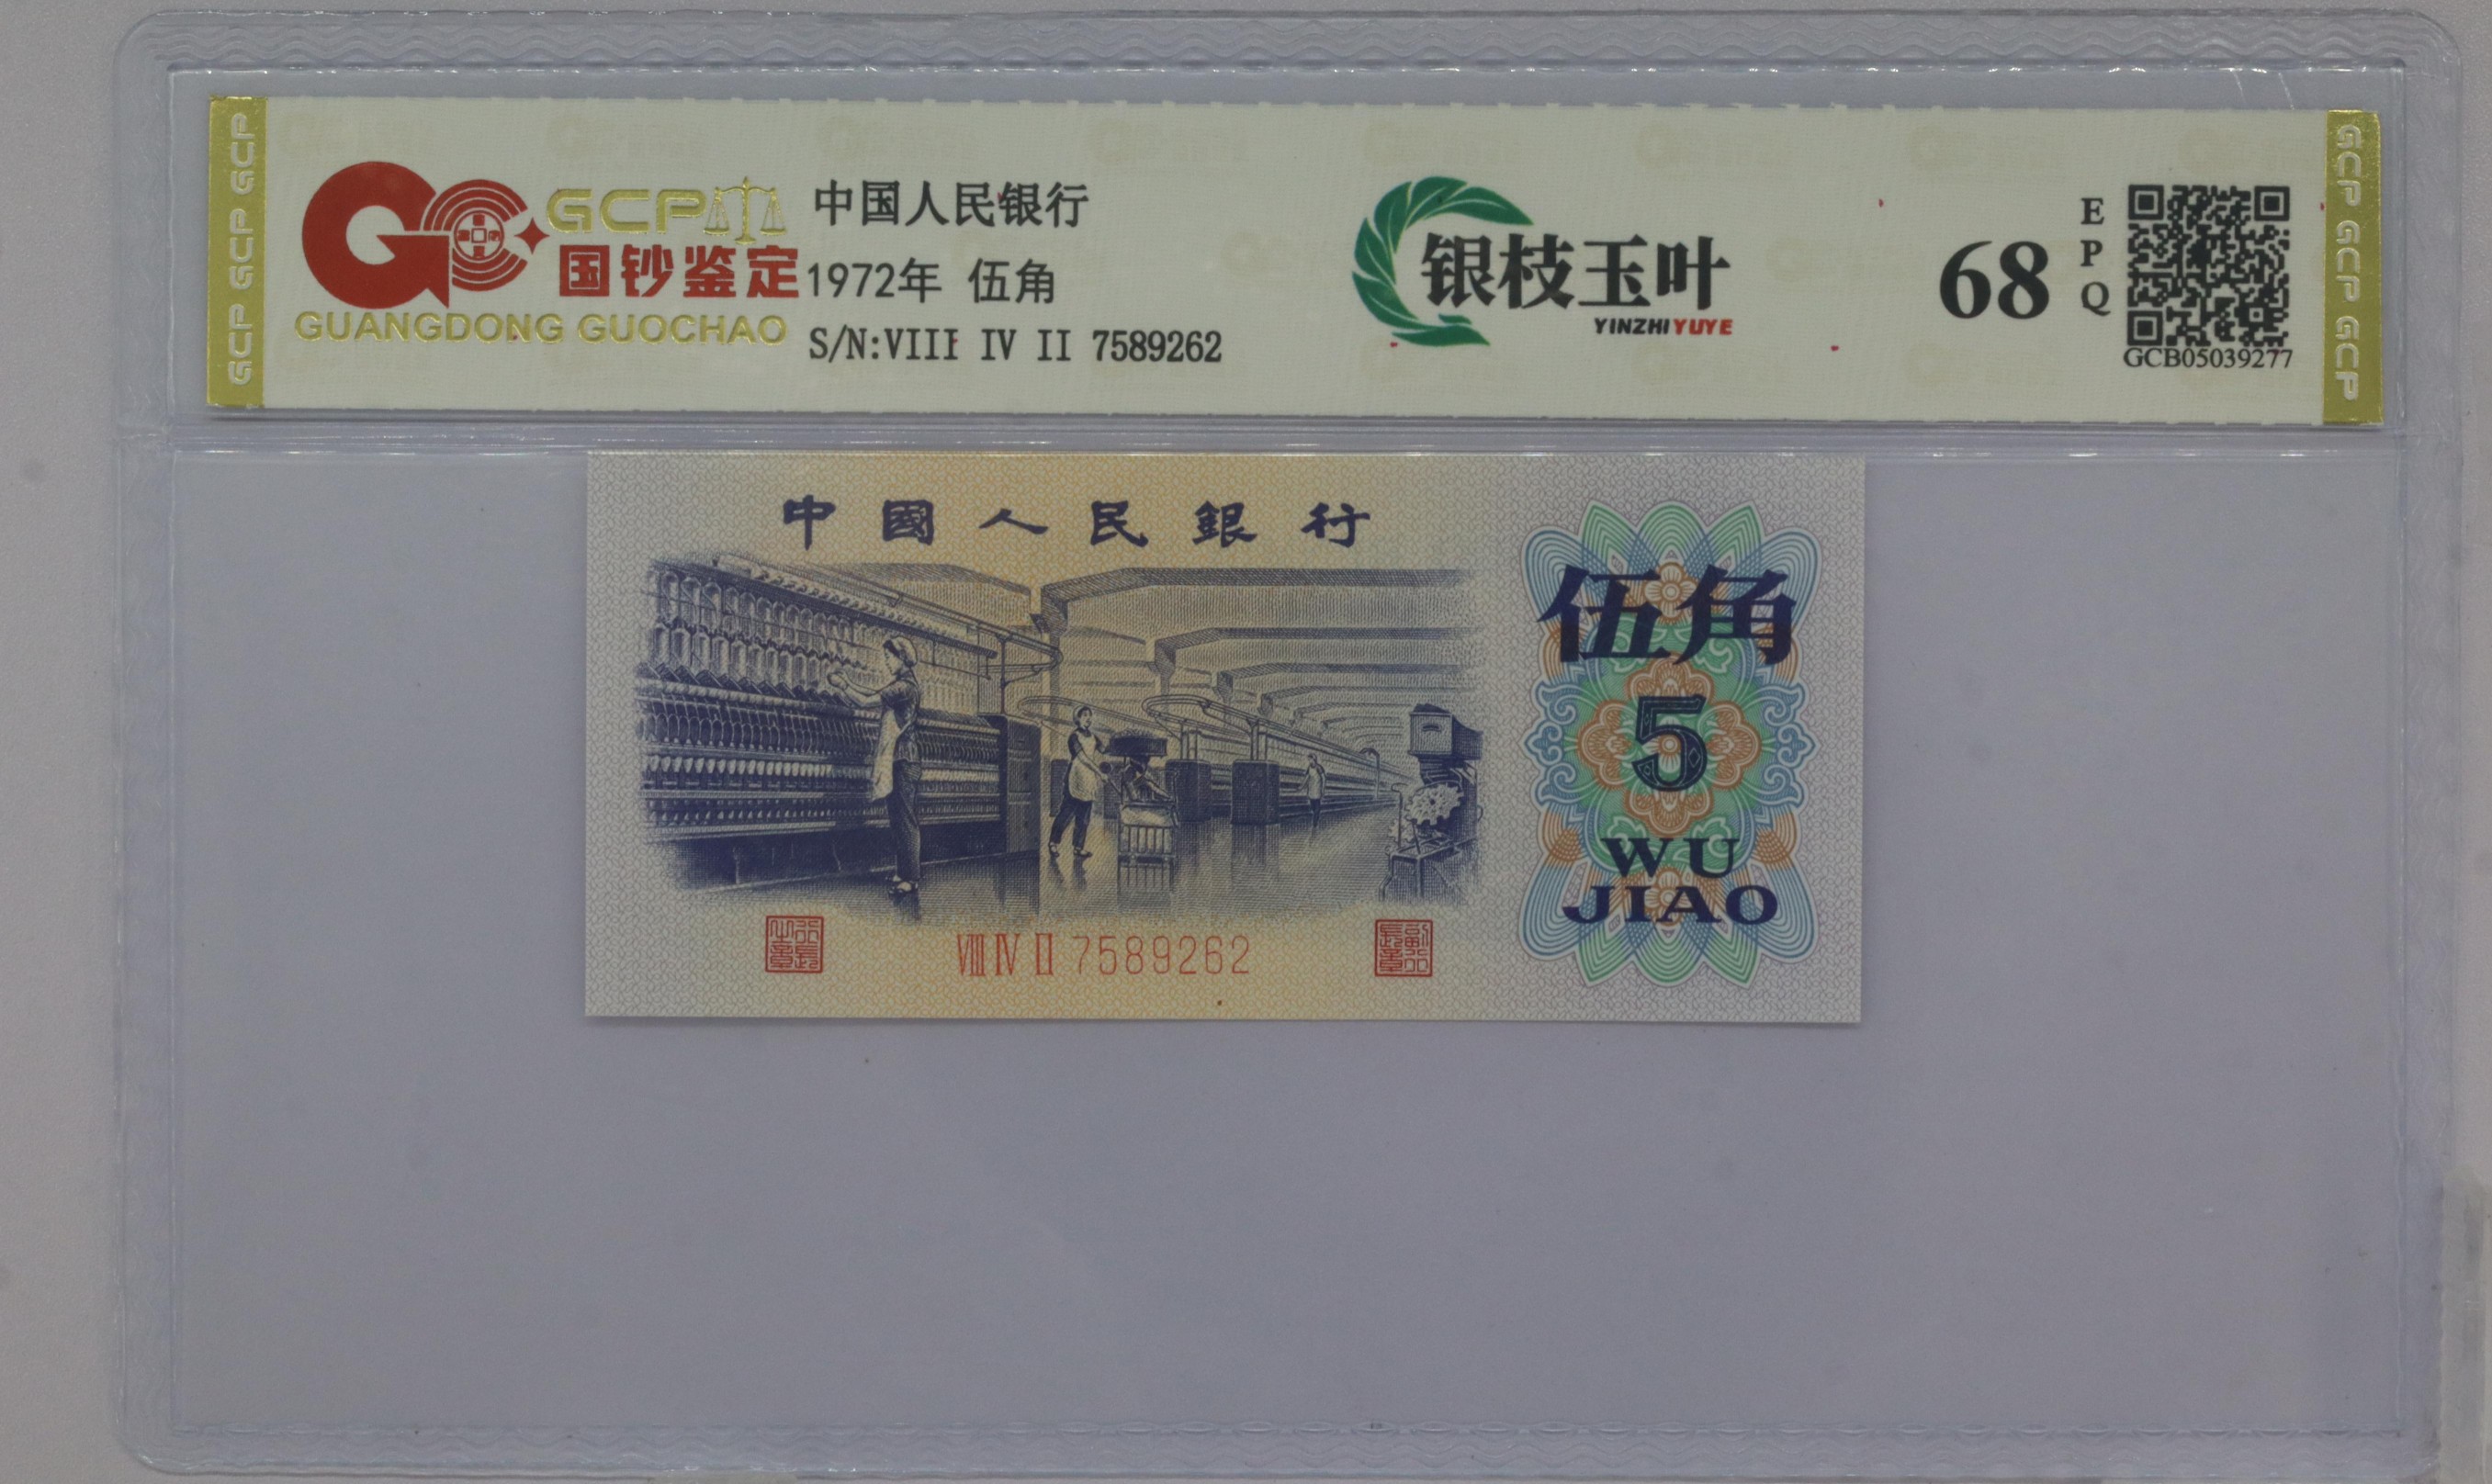 GCP GCP GCP
GCP
国钞鉴定
GUANGDONG GUOCHAO
中国人民银行
1972年 伍角
S/N:VIII IV II 7589262
银枝玉叶
YINZHIYUYE
68
EPQ
GCB05039277
GCP GCP GCP
中國人民銀行
伍角
5
WU
JIAO
VIII IV II 7589262